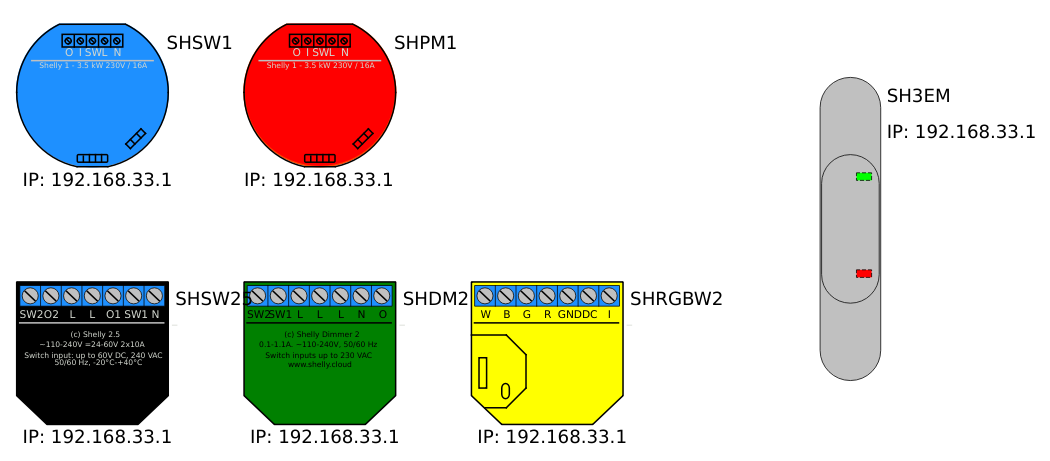 SHSW1
O I SWL N
Shelly 1 - 3.5 kW 230V / 16A
IP: 192.168.33.1
SHPM1
O I SWL N
Shelly 1 - 3.5 kW 230V / 16A
IP: 192.168.33.1
SH3EM
IP: 192.168.33.1
SHSW25
SW2 O2 L L O1 SW1 N
(c) Shelly 2.5
~110-240V =24-60V 2x10A
Switch input: up to 60V DC, 240 VAC
50/60 Hz, -20°C-+40°C
IP: 192.168.33.1
SHDM2
SW2 SW1 L L L N O
(c) Shelly Dimmer 2
0.1-1.1A, ~110-240V, 50/60 Hz
Switch inputs up to 230 VAC
www.shelly.cloud
IP: 192.168.33.1
SHRGBW2
W B G R GND DC I
0
IP: 192.168.33.1